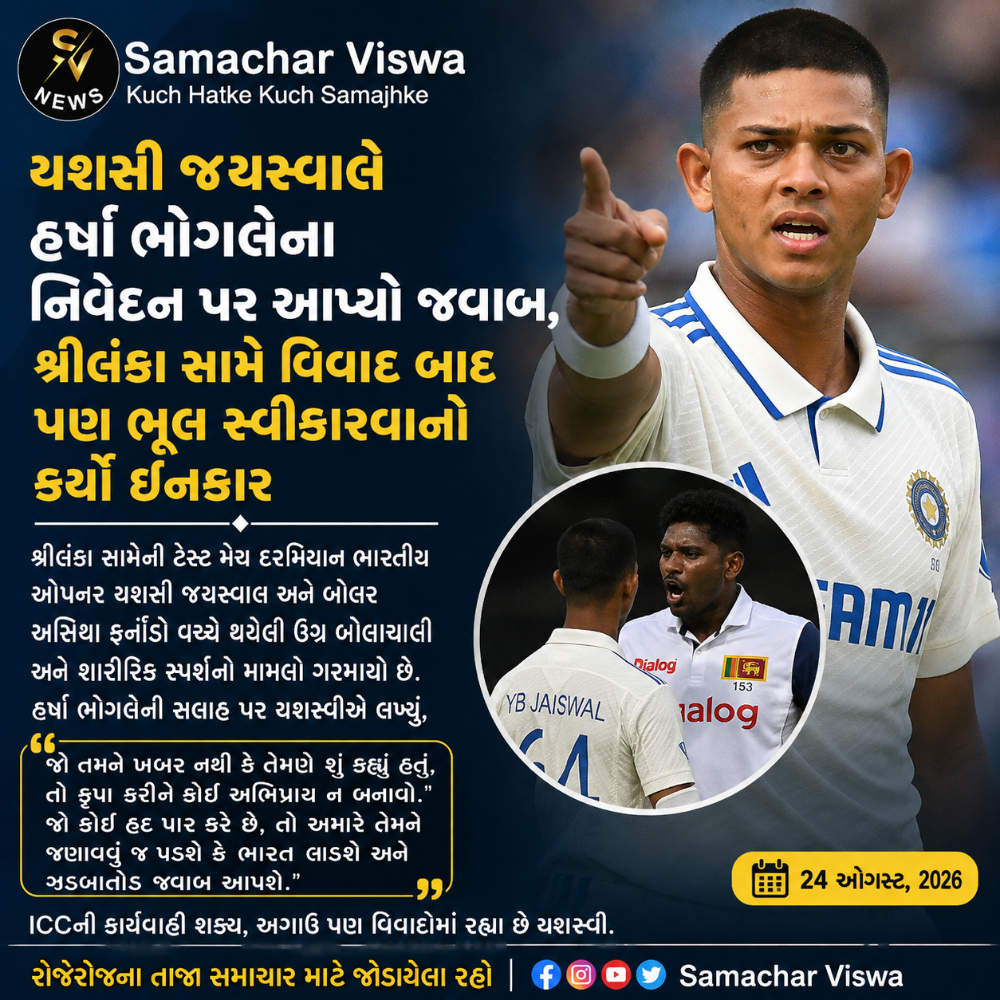 SV
NEWS
Samachar Viswa
Kuch Hatke Kuch Samajhke
યશસી જયસ્વાલે
હર્ષા ભોગલેના
નિવેદન પર આપ્યો જવાબ,
શ્રીલંકા સામે વિવાદ બાદ
પણ ભૂલ સ્વીકારવાનો
કર્યો ઈનકાર
શ્રીલંકા સામેની ટેસ્ટ મેચ દરમિયાન ભારતીય
ઓપનર યશસી જયસ્વાલ અને બોલર
અસિથા ફર્નાંડો વચ્ચે થયેલી ઉગ્ર બોલાચાલી
અને શારીરિક સ્પર્શનો મામલો ગરમાયો છે.
હર્ષા ભોગલેની સલાહ પર યશસ્વીએ લખ્યું,
“જો તમને ખબર નથી કે તેમણે શું કહ્યું હતું,
તો કૃપા કરીને કોઈ અભિપ્રાય ન બનાવો.”
જો કોઈ હદ પાર કરે છે, તો અમારે તેમને
જણાવવું જ પડશે કે ભારત લાડશે અને
ઝડબાતોડ જવાબ આપશે.”
”
ICCની કાર્યવાહી શક્ય, અગાઉ પણ વિવાદોમાં રહ્યા છે યશસ્વી.
YB JAISWAL
64
Dialog
153
ialog
EAM11
24 ઓગસ્ટ, 2026
રોજેરોજના તાજા સમાચાર માટે જોડાયેલા રહો | Samachar Viswa